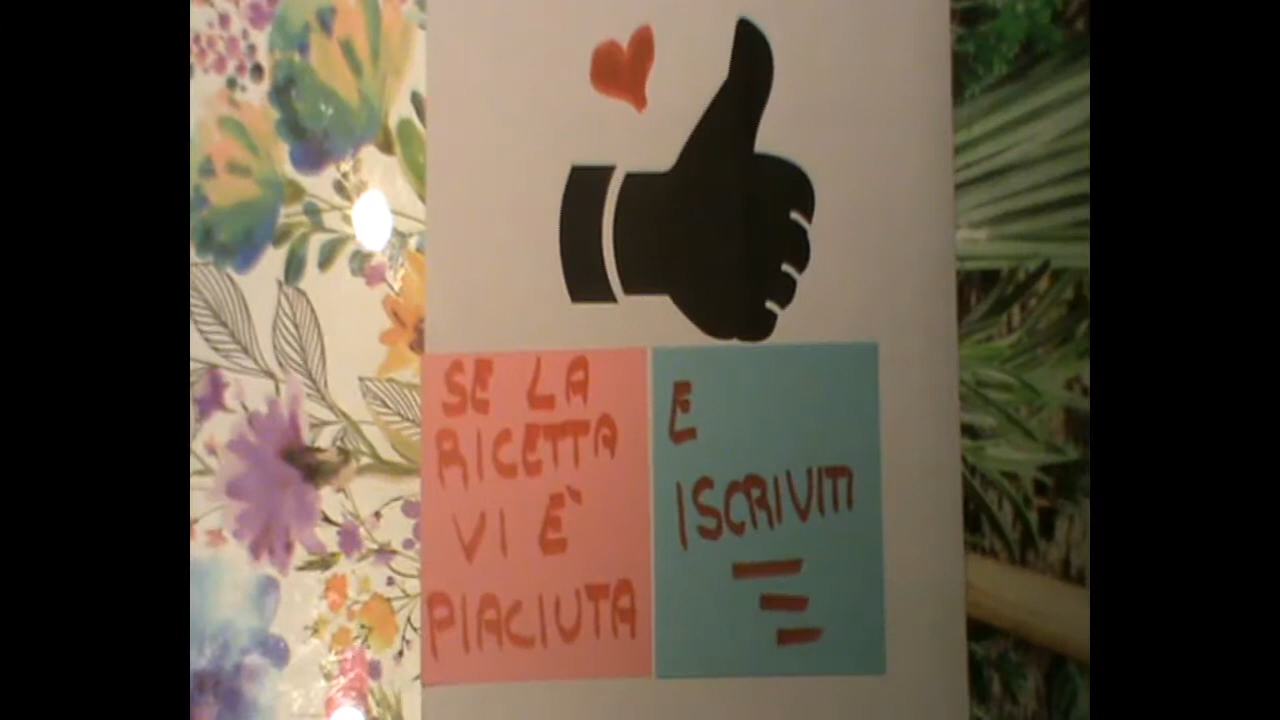 SE LA
RICETTA
VI E'
PIACIUTA
E
ISCRIVITI